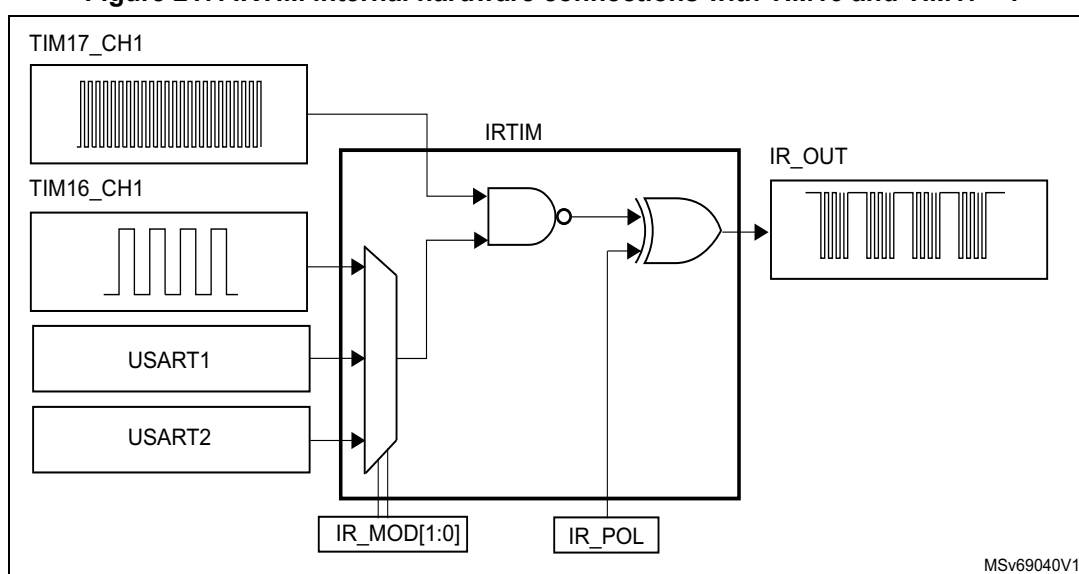 TIM17_CH1
IRTIM
IR_OUT
TIM16_CH1
USART1
USART2
IR_MOD[1:0]
IR_POL
MSv69040V1